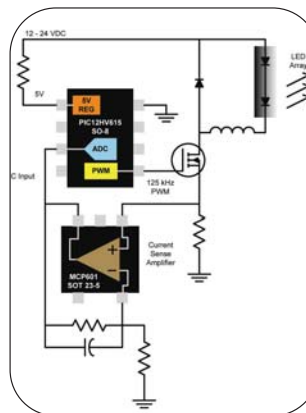 12 - 24 VDC
LED
Array
5V
5V
REG
PIC12HV615
SO-8
ADC
C Input
PWM
125 kHz
PWM
Current
Sense
Amplifier
MCP601
SOT 23-5